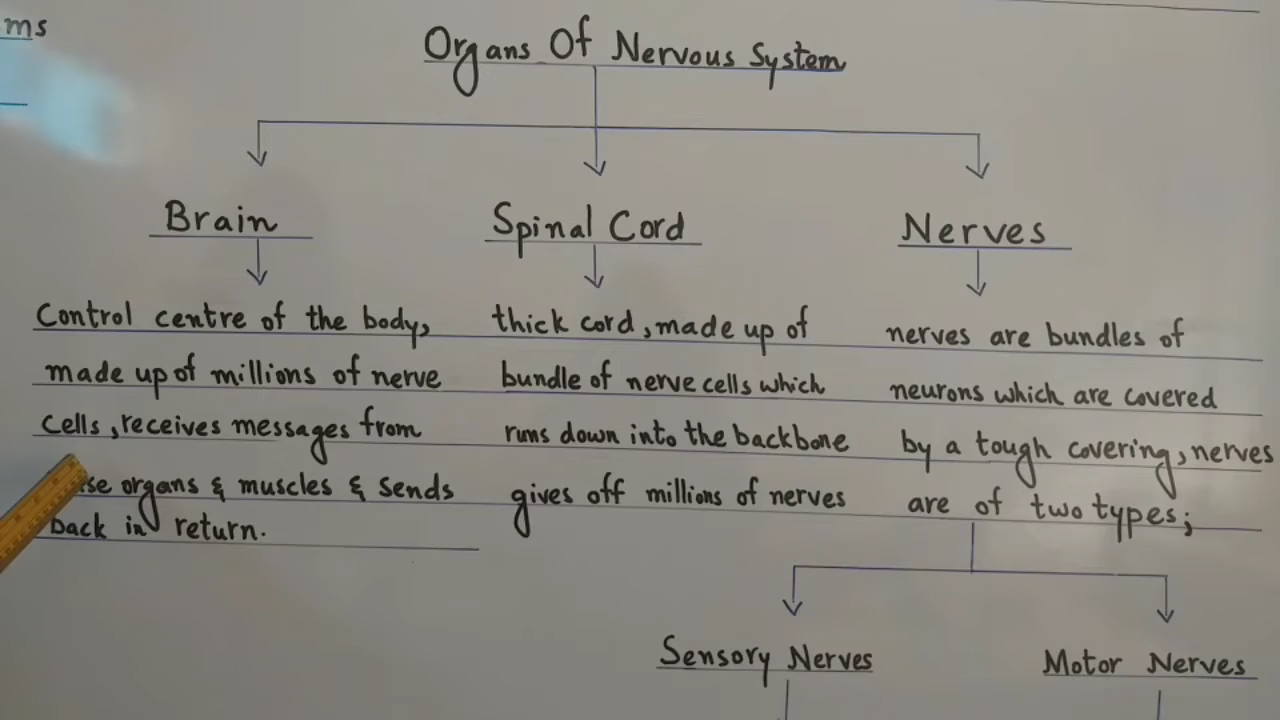 ms
Organs Of Nervous System
Brain
Spinal Cord
Nerves
Control centre of the body,
made up of millions of nerve
cells, receives messages from
organs & muscles & sends
back in return.
thick cord, made up of
bundle of nerve cells which
runs down into the backbone
gives off millions of nerves
nerves are bundles of
neurons which are covered
by a tough covering, nerves
are of two types;
Sensory Nerves
Motor Nerves